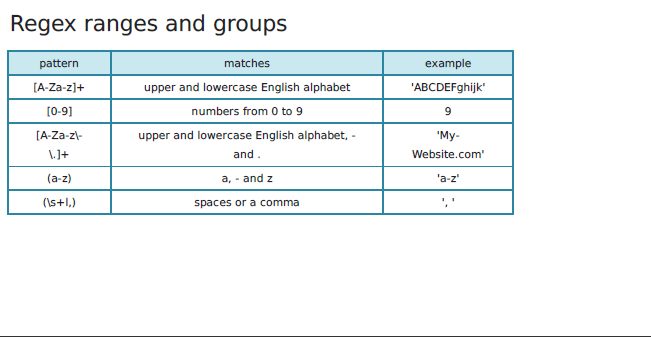 Regex ranges and groups
pattern matches example
[A-Za-z]+ upper and lowercase English alphabet 'ABCDEFghijk'
[0-9] numbers from 0 to 9 9
[A-Za-z\- upper and lowercase English alphabet, - 'My-
\.]+ and . Website.com'
(a-z) a, - and z 'a-z'
(\s+l,) spaces or a comma ', '